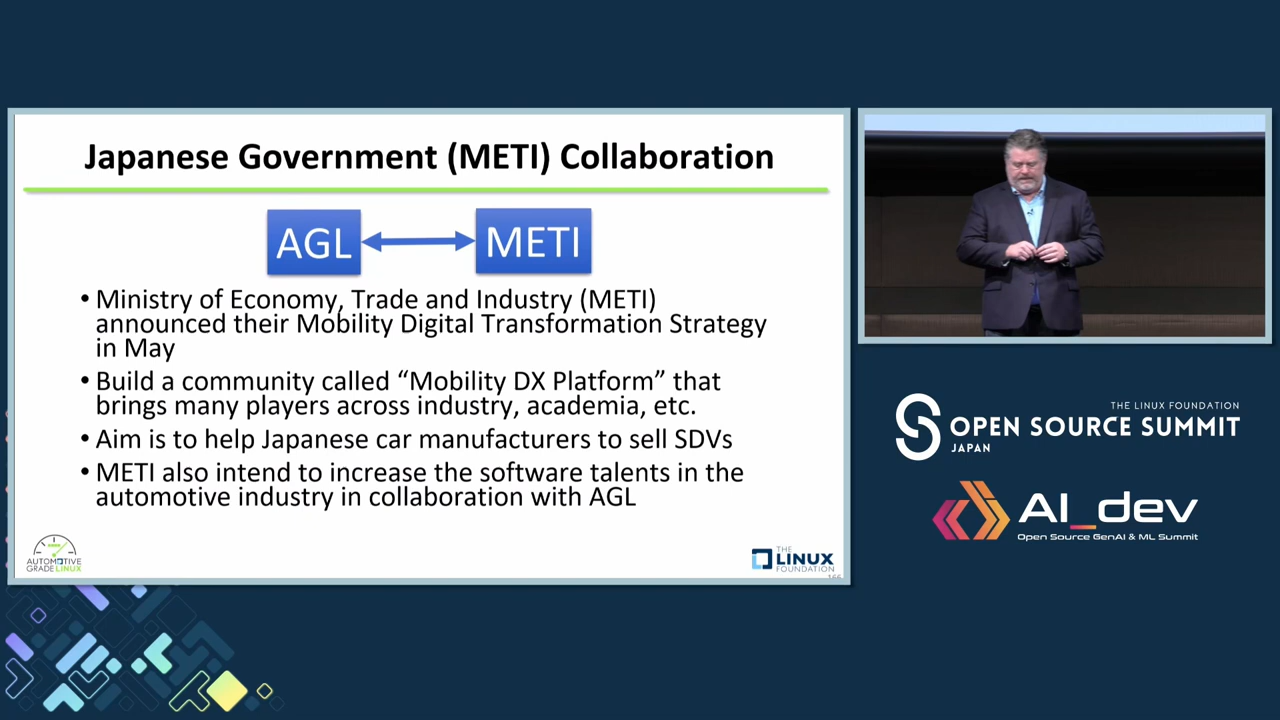 Japanese Government (METI) Collaboration
AGL
METI
• Ministry of Economy, Trade and Industry (METI)
announced their Mobility Digital Transformation Strategy
in May
• Build a community called “Mobility DX Platform” that
brings many players across industry, academia, etc.
• Aim is to help Japanese car manufacturers to sell SDVs
• METI also intend to increase the software talents in the
automotive industry in collaboration with AGL
AUTOMOTIVE
GRADE LINUX
THE
LINUX
FOUNDATION
THE LINUX FOUNDATION
OPEN SOURCE SUMMIT
JAPAN
AI_dev
Open Source GenAI & ML Summit